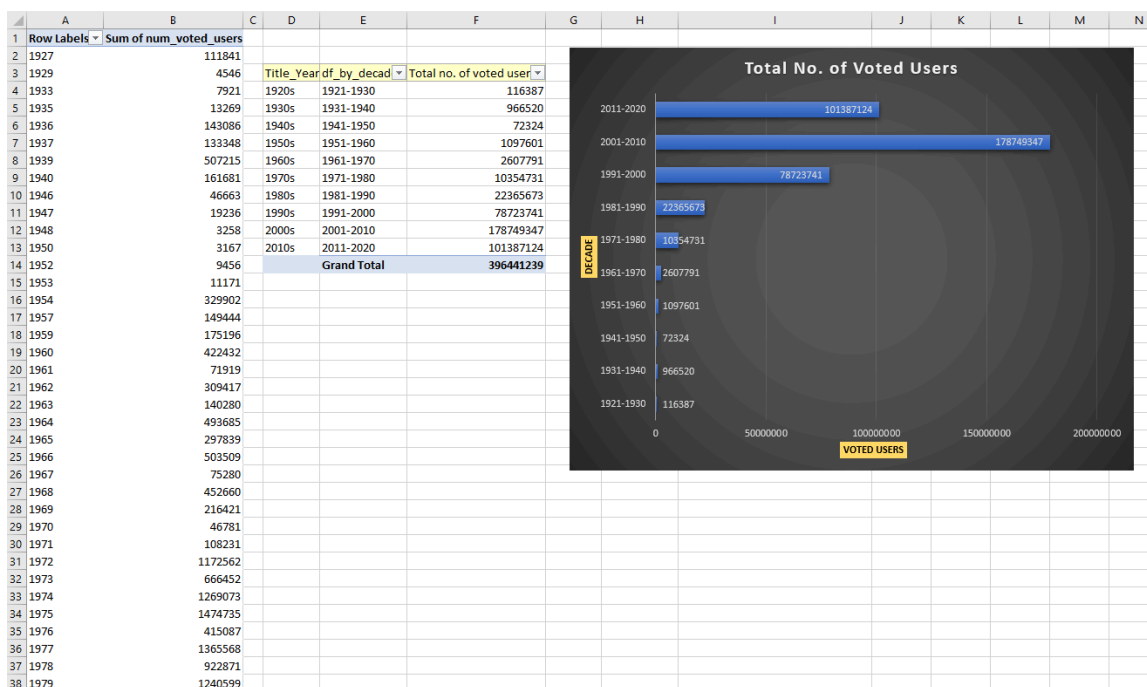 A B C D E F G H I J K L M N
1 Row Labels Sum of num_voted_users
2 1927 111841
3 1929 4546 Title_Year df_by_decad Total no. of voted user
4 1933 7921 1920s 1921-1930 116387
5 1935 13269 1930s 1931-1940 966520
6 1936 143086 1940s 1941-1950 72324
7 1937 133348 1950s 1951-1960 1097601
8 1939 507215 1960s 1961-1970 2607791
9 1940 161681 1970s 1971-1980 10354731
10 1946 46663 1980s 1981-1990 22365673
11 1947 19236 1990s 1991-2000 78723741
12 1948 3258 2000s 2001-2010 178749347
13 1950 3167 2010s 2011-2020 101387124
14 1952 9456 Grand Total 396441239
15 1953 11171
16 1954 329902
17 1957 149444
18 1959 175196
19 1960 422432
20 1961 71919
21 1962 309417
22 1963 140280
23 1964 493685
24 1965 297839
25 1966 503509
26 1967 75280
27 1968 452660
28 1969 216421
29 1970 46781
30 1971 108231
31 1972 1172562
32 1973 666452
33 1974 1269073
34 1975 1474735
35 1976 415087
36 1977 1365568
37 1978 922871
38 1979 1240599
Total No. of Voted Users
2011-2020 101387124
2001-2010 178749347
1991-2000 78723741
1981-1990 22365673
1971-1980 10354731
1961-1970 2607791
1951-1960 1097601
1941-1950 72324
1931-1940 966520
1921-1930 116387
DECADE
0 50000000 100000000 150000000 200000000
VOTED USERS